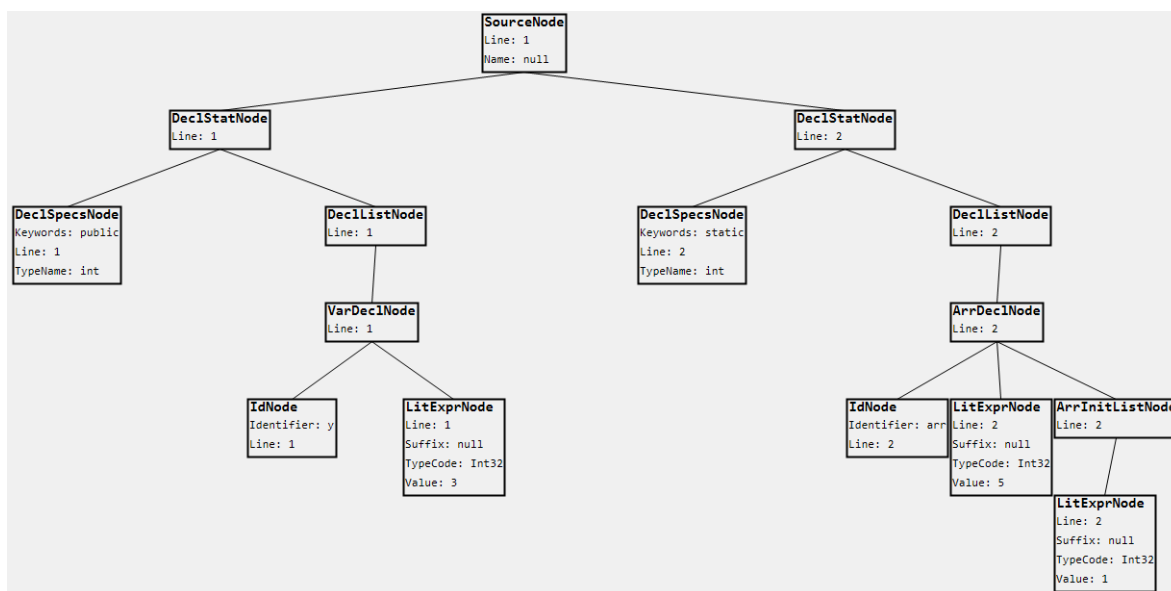 SourceNode
Line: 1
Name: null
DeclStatNode
Line: 1
DeclStatNode
Line: 2
DeclSpecsNode
Keywords: public
Line: 1
TypeName: int
DeclListNode
Line: 1
DeclSpecsNode
Keywords: static
Line: 2
TypeName: int
DeclListNode
Line: 2
VarDeclNode
Line: 1
ArrDeclNode
Line: 2
IdNode
Identifier: y
Line: 1
LitExprNode
Line: 1
Suffix: null
TypeCode: Int32
Value: 3
IdNode
Identifier: arr
Line: 2
LitExprNode
Line: 2
Suffix: null
TypeCode: Int32
Value: 5
ArrInitListNode
Line: 2
LitExprNode
Line: 2
Suffix: null
TypeCode: Int32
Value: 1